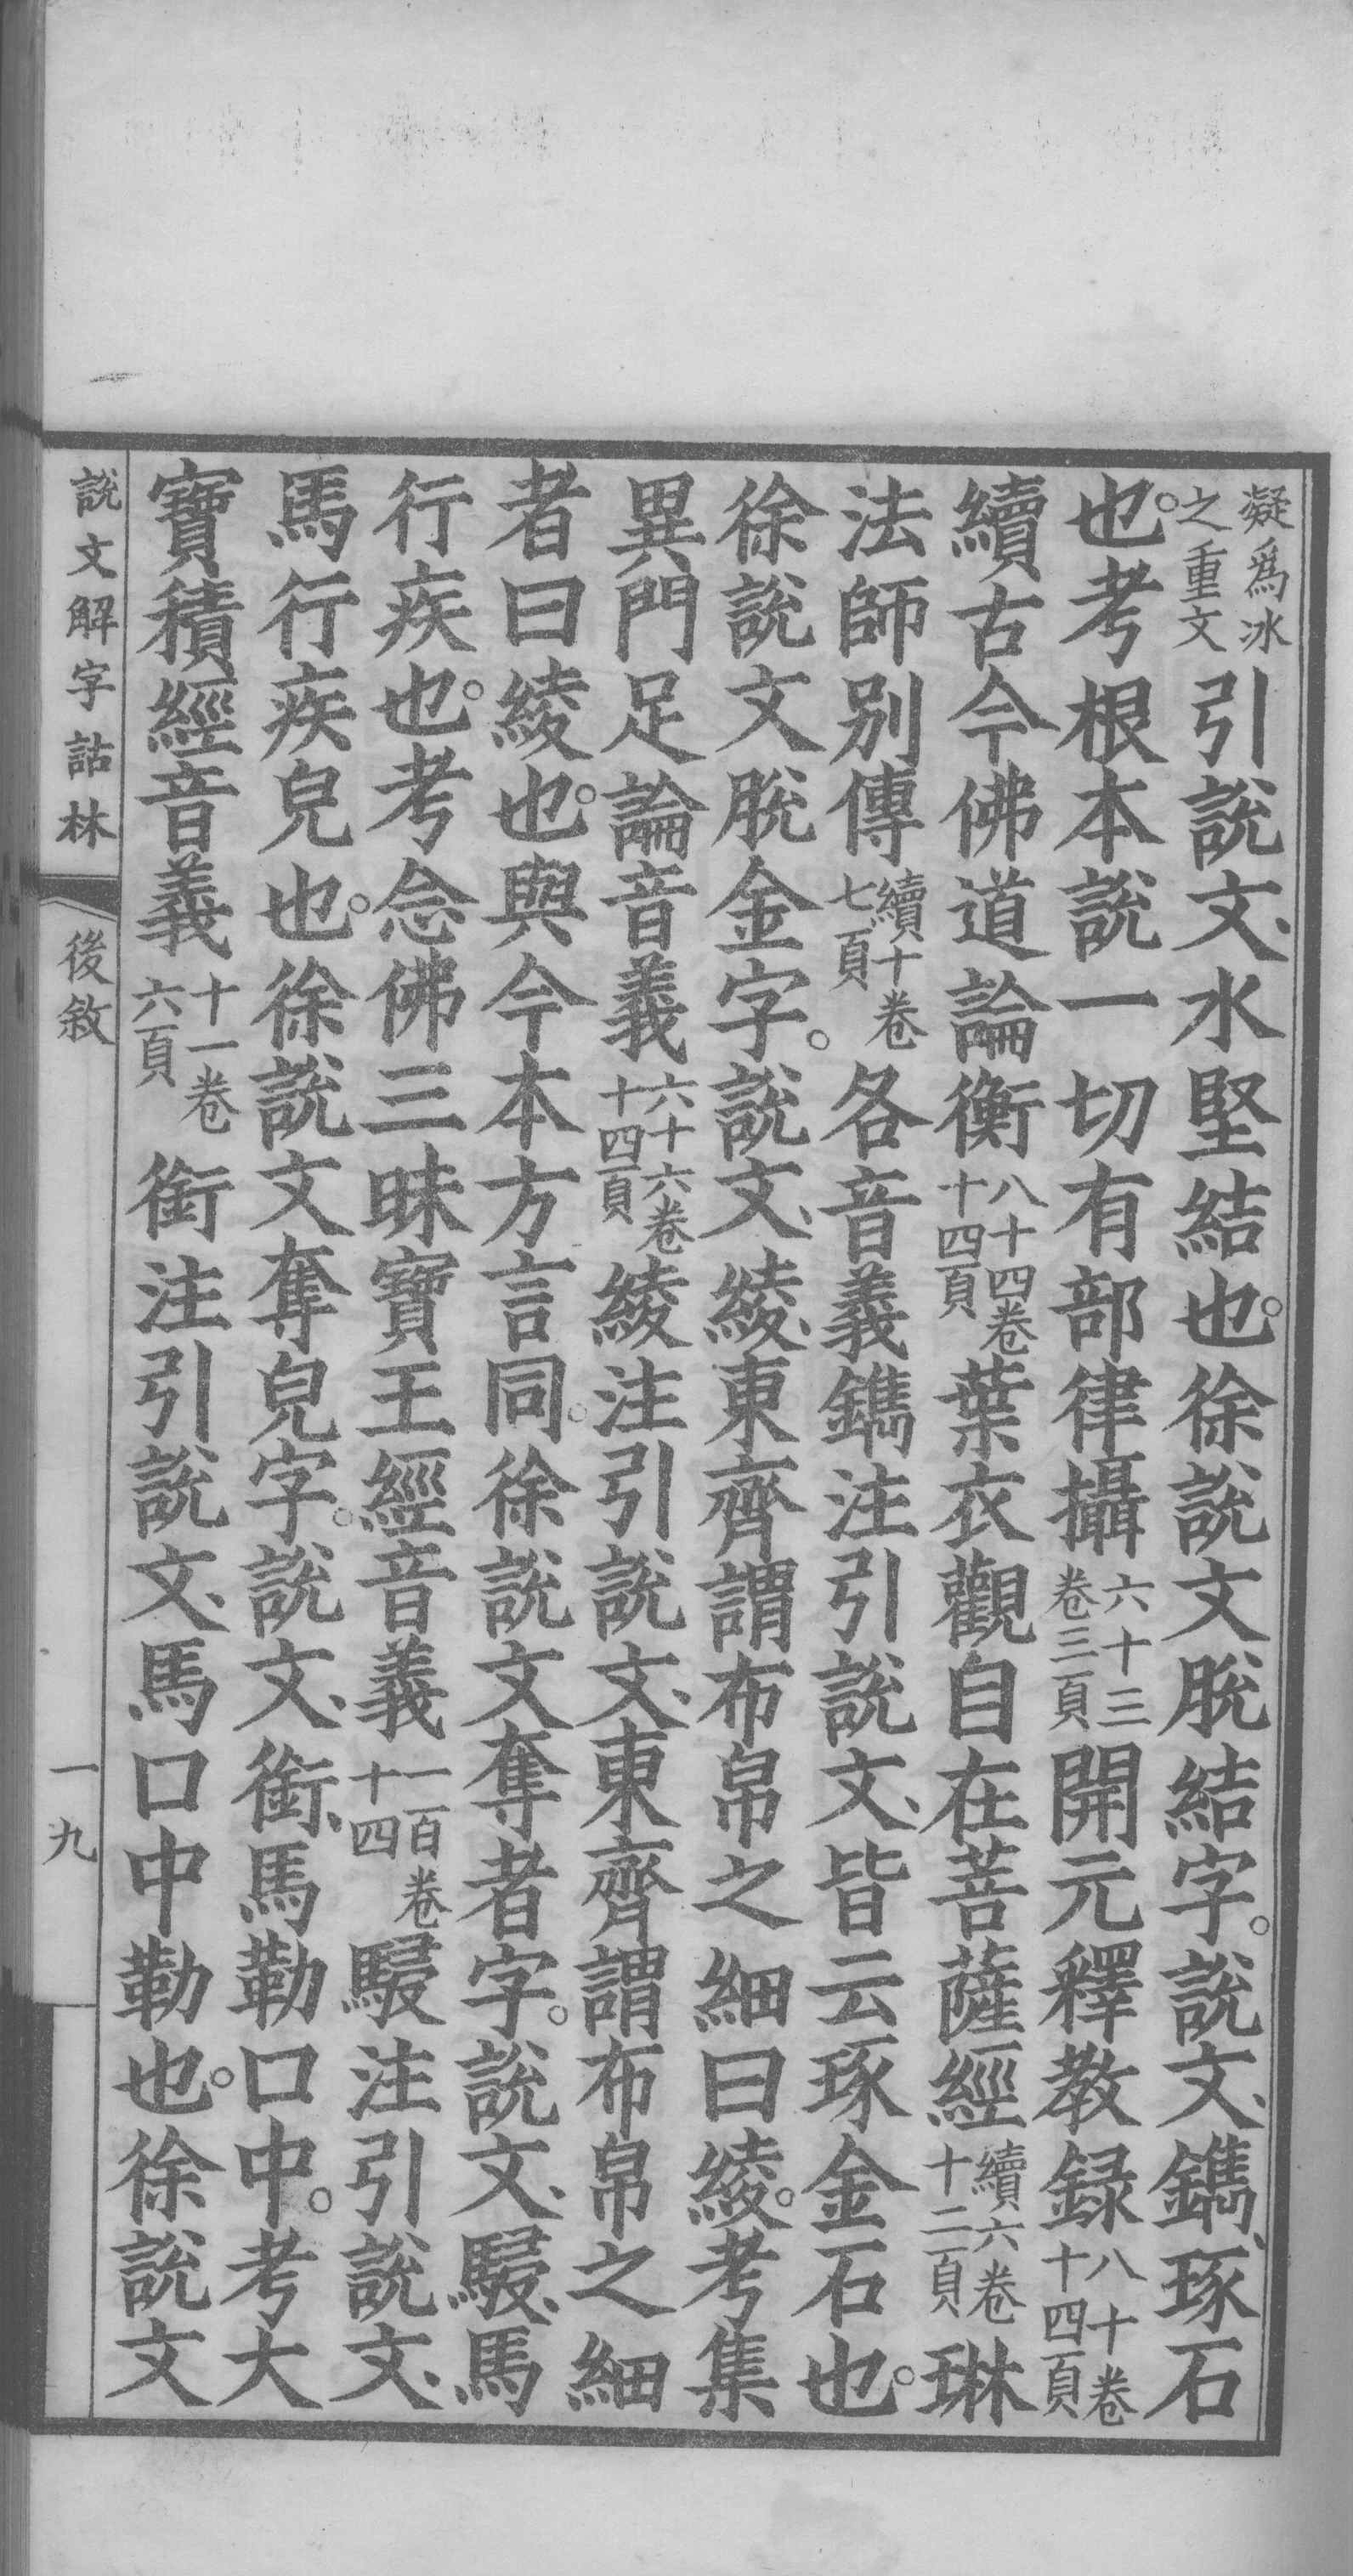 凝爲冰之重文引說文、水堅結也。徐說文脫結字。說文、鐫、琢石
也。考根本說一切有部律攝六十三卷三頁開元釋教録八十卷十四頁
續古今佛道論衡八十四卷十四頁葉衣觀自在菩薩經續六卷十二頁琳
法師別傳續十卷七頁各音義鐫注引說文、皆云琢金石也。
徐說文脫金字。說文、綾、東齊謂布帛之細曰綾。考集
異門足論音義六十六卷十四頁綾注引說文、東齊謂布帛之細
者曰綾也。與今本方言同。徐說文奪者字。說文、駸、馬
行疾也。考念佛三昧寶王經音義一百卷十四駸注引說文、
馬行疾皃也。徐說文奪皃字。說文、銜、馬勒口中。考大
寶積經音義十一卷六頁銜注引說文、馬口中勒也。徐說文
說文解字詁林 後敘 一九